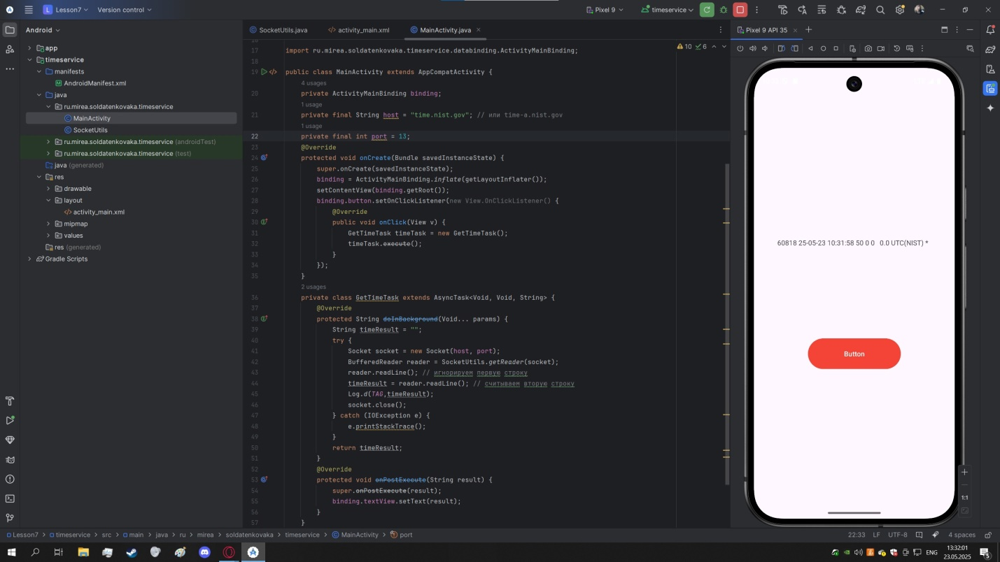 Lesson7
Version control
Pixel 9
timeservice
Android
SocketUtils.java
activity_main.xml
MainActivity.java
Pixel 9 API 35
app
timeservice
manifests
AndroidManifest.xml
java
ru.mirea.soldatenkovaka.timeservice
MainActivity
SocketUtils
ru.mirea.soldatenkovaka.timeservice (androidTest)
ru.mirea.soldatenkovaka.timeservice (test)
java (generated)
res
drawable
layout
activity_main.xml
mipmap
values
res (generated)
Gradle Scripts
10 6
17 import ru.mirea.soldatenkovaka.timeservice.databinding.ActivityMainBinding;
18
19 public class MainActivity extends AppCompatActivity {
4 usages
20 private ActivityMainBinding binding;
1 usage
21 private final String host = "time.nist.gov"; // или time-a.nist.gov
1 usage
22 private final int port = 13;
23 @Override
24 protected void onCreate(Bundle savedInstanceState) {
25 super.onCreate(savedInstanceState);
26 binding = ActivityMainBinding.inflate(getLayoutInflater());
27 setContentView(binding.getRoot());
28 binding.button.setOnClickListener(new View.OnClickListener() {
29 @Override
30 public void onClick(View v) {
31 GetTimeTask timeTask = new GetTimeTask();
32 timeTask.execute();
33 }
34 });
35 }
2 usages
36 private class GetTimeTask extends AsyncTask<Void, Void, String> {
37 @Override
38 protected String doInBackground(Void... params) {
39 String timeResult = "";
40 try {
41 Socket socket = new Socket(host, port);
42 BufferedReader reader = SocketUtils.getReader(socket);
43 reader.readLine(); // игнорируем первую строку
44 timeResult = reader.readLine(); // считываем вторую строку
45 Log.d(TAG,timeResult);
46 socket.close();
47 } catch (IOException e) {
48 e.printStackTrace();
49 }
50 return timeResult;
51 }
52 @Override
53 protected void onPostExecute(String result) {
54 super.onPostExecute(result);
55 binding.textView.setText(result);
56 }
57 }
60818 25-05-23 10:31:58 50 0 0 0.0 UTC(NIST) *
Button
1:1
Lesson7 > timeservice > src > main > java > ru > mirea > soldatenkovaka > timeservice > MainActivity > port
22:33 LF UTF-8 4 spaces
ENG
13:32:01
23.05.2025
5